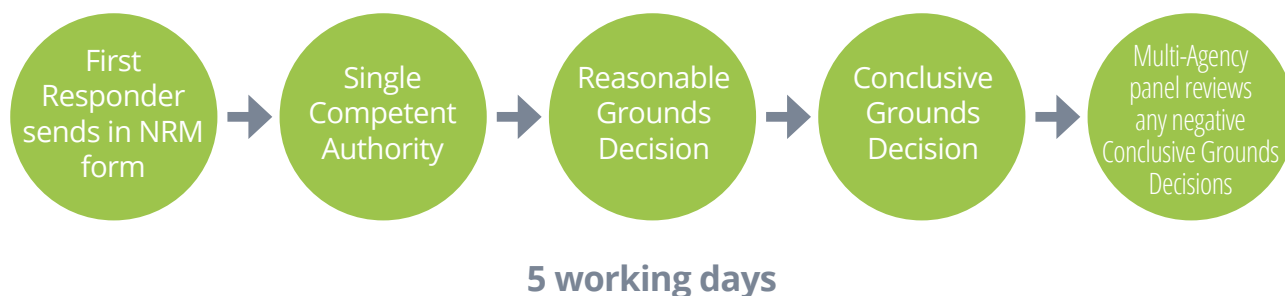 First
Responder
sends in NRM
form
Single
Competent
Authority
Reasonable
Grounds
Decision
Conclusive
Grounds
Decision
Multi-Agency
panel reviews
any negative
Conclusive Grounds
Decisions
5 working days